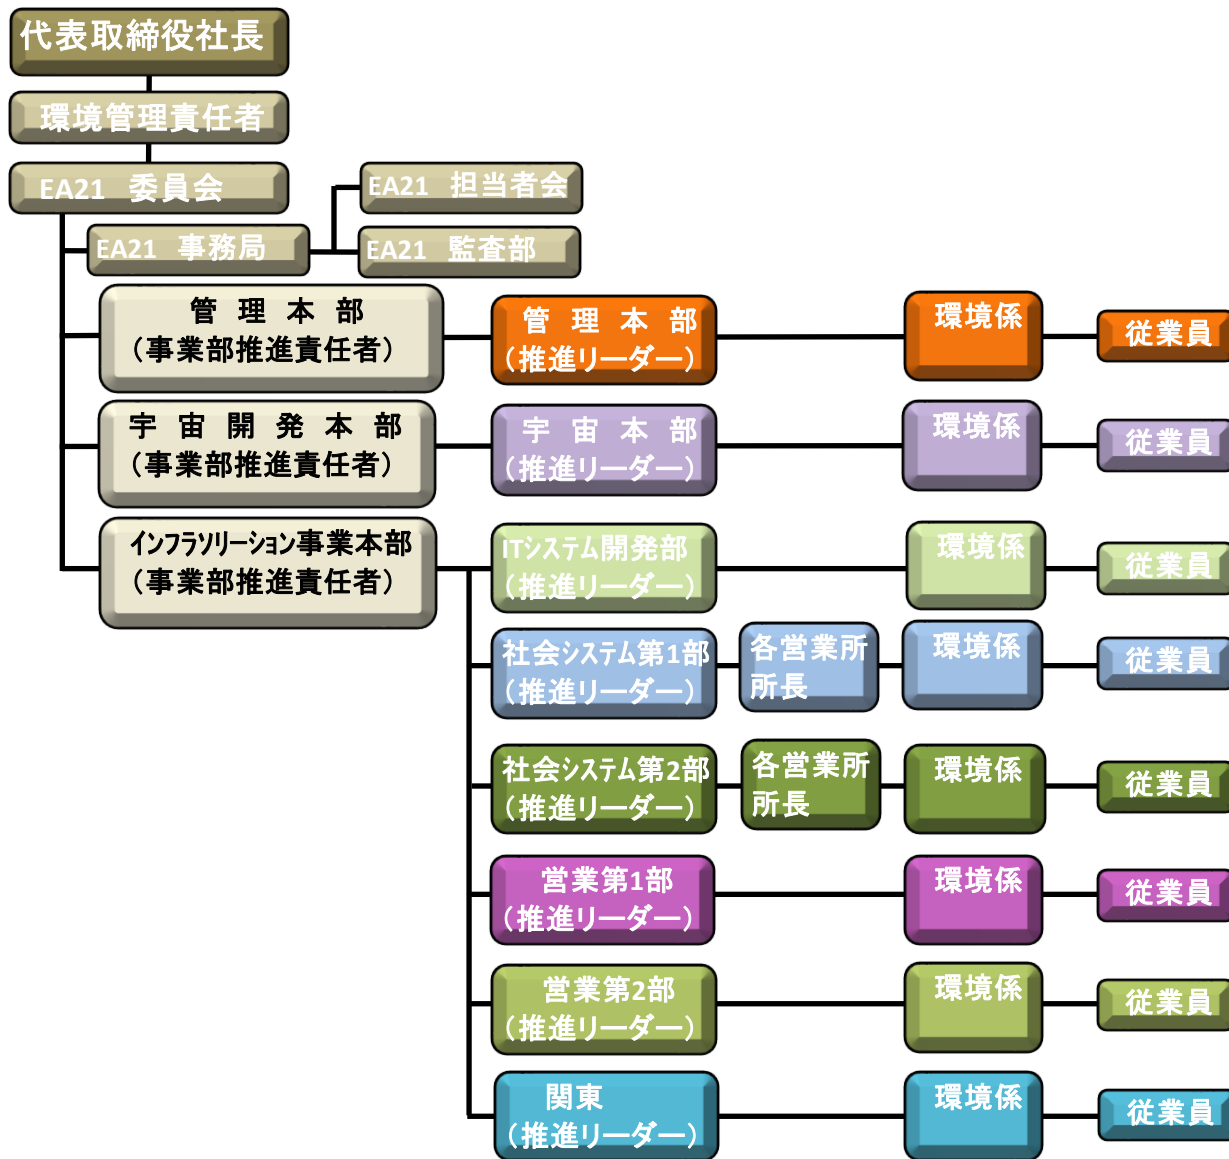 代表取締役社長
環境管理責任者
EA21 委員会
EA21 担当者会
EA21 事務局
EA21 監査部
管 理 本 部
(事業部推進責任者)
管 理 本 部
(推進リーダー)
環境係
従業員
宇 宙 開 発 本 部
(事業部推進責任者)
宇 宙 本 部
(推進リーダー)
環境係
従業員
インフラソリーション事業本部
(事業部推進責任者)
ITシステム開発部
(推進リーダー)
環境係
従業員
社会システム第1部
(推進リーダー)
各営業所
所長
環境係
従業員
社会システム第2部
(推進リーダー)
各営業所
所長
環境係
従業員
営業第1部
(推進リーダー)
環境係
従業員
営業第2部
(推進リーダー)
環境係
従業員
関東
(推進リーダー)
環境係
従業員